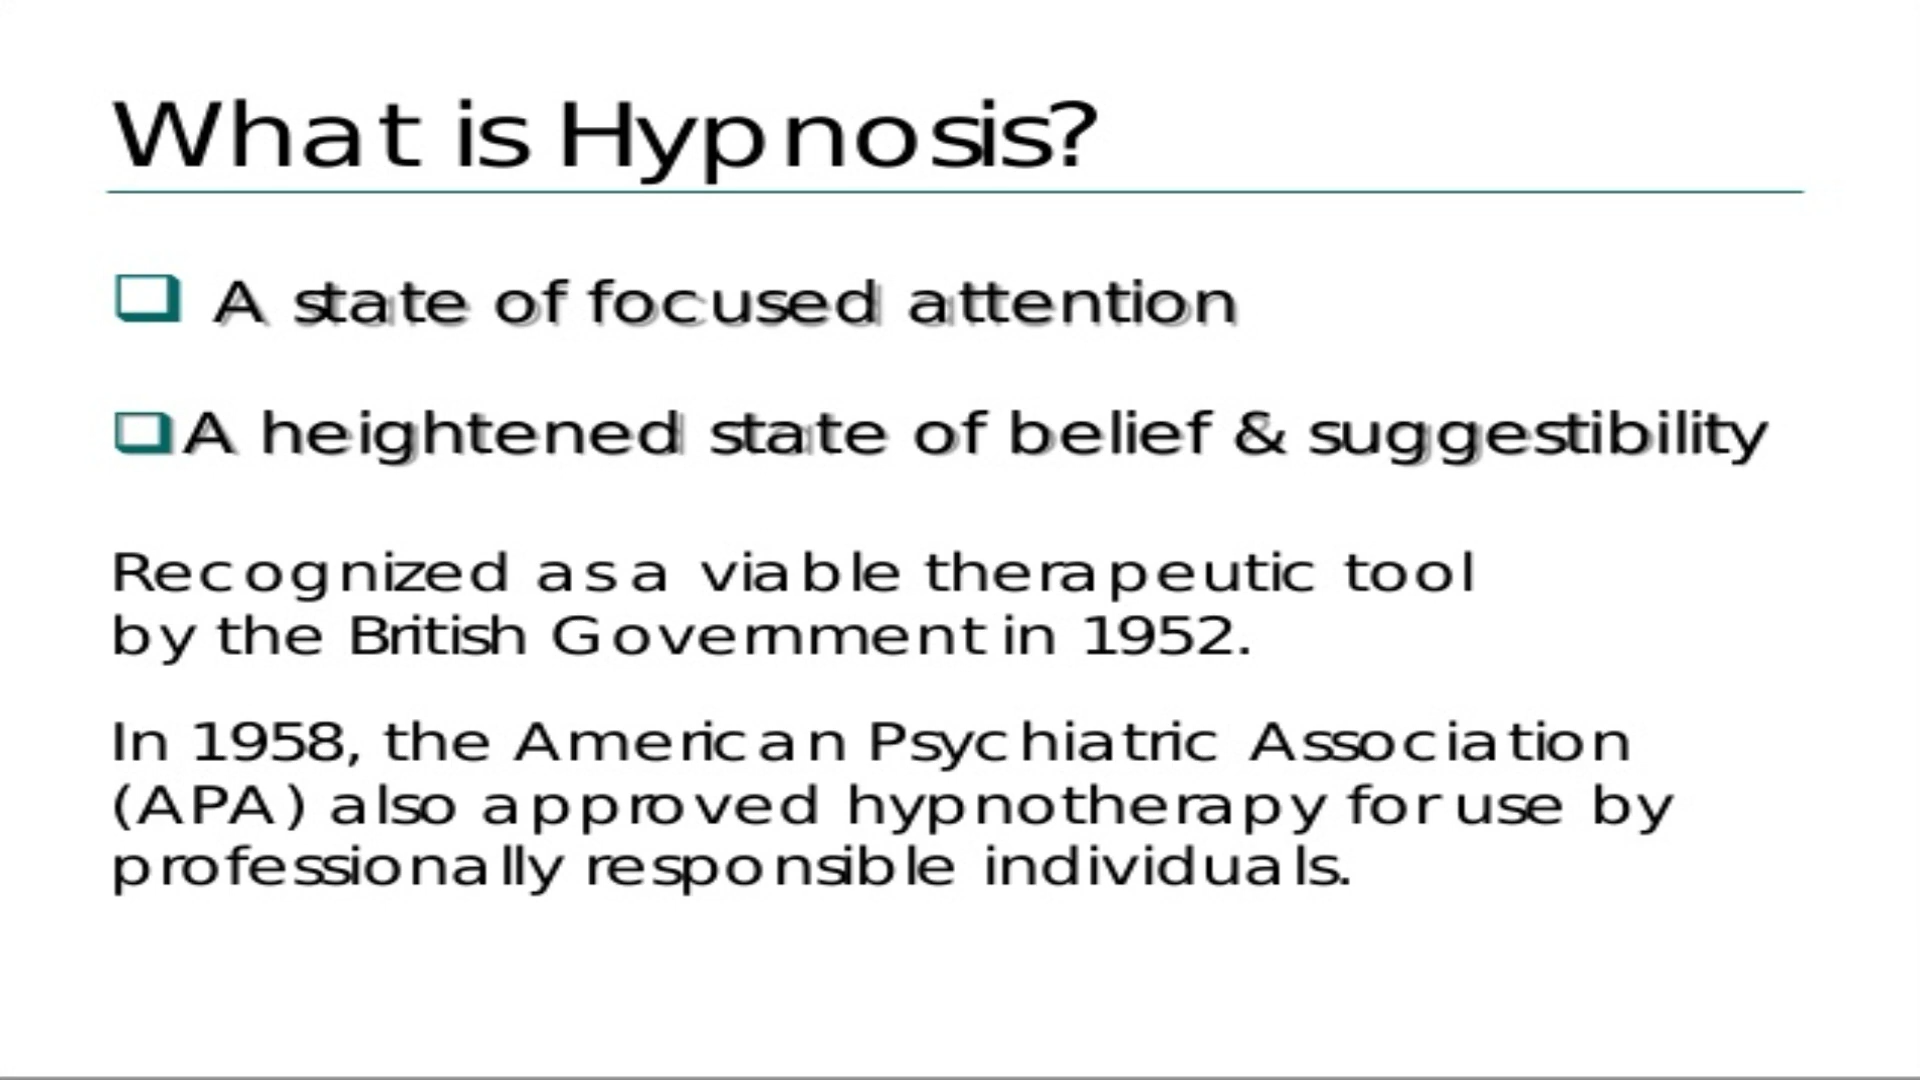 What is Hypnosis?
A state of focused attention
A heightened state of belief & suggestibility
Recognized as a viable therapeutic tool
by the British Government in 1952.
In 1958, the American Psychiatric Association
(APA) also approved hypnotherapy for use by
professionally responsible individuals.